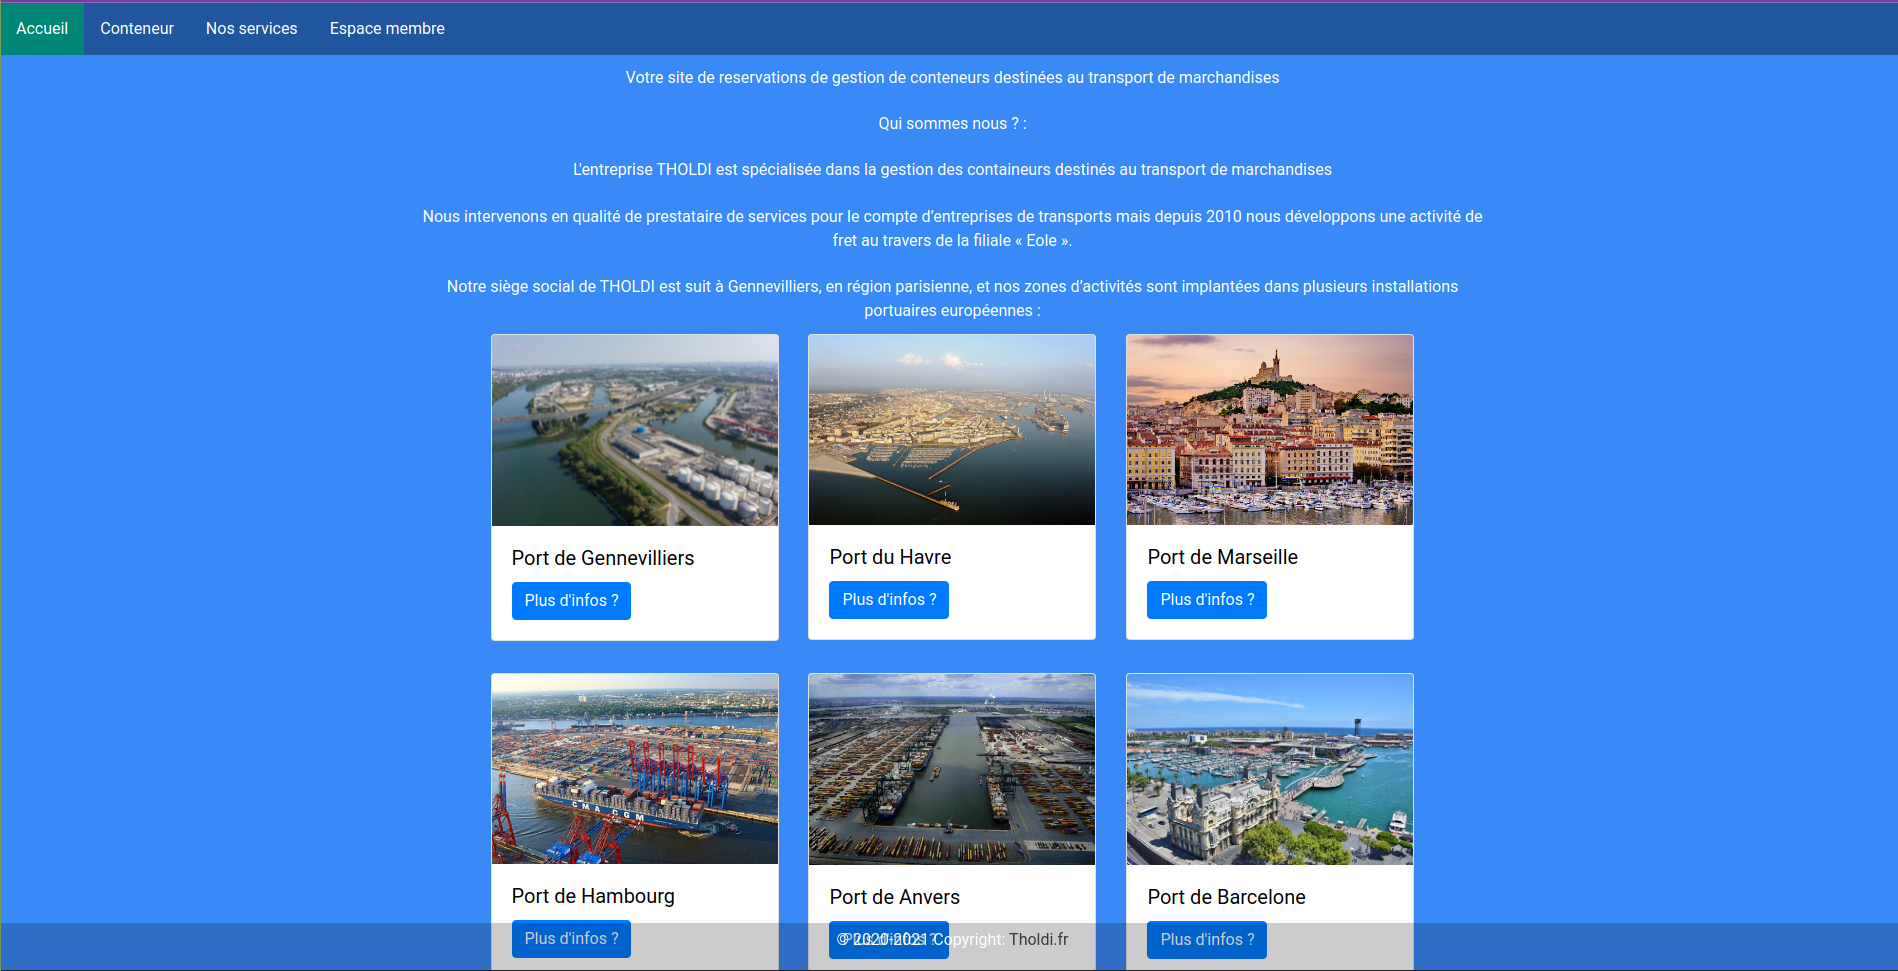 Accueil Conteneur Nos services Espace membre
Votre site de reservations de gestion de conteneurs destinées au transport de marchandises
Qui sommes nous ? :
L'entreprise THOLDI est spécialisée dans la gestion des containeurs destinés au transport de marchandises
Nous intervenons en qualité de prestataire de services pour le compte d'entreprises de transports mais depuis 2010 nous développons une activité de
fret au travers de la filiale « Eole ».
Notre siège social de THOLDI est suit à Gennevilliers, en région parisienne, et nos zones d'activités sont implantées dans plusieurs installations
portuaires européennes :
Port de Gennevilliers
Plus d'infos ?
Port du Havre
Plus d'infos ?
Port de Marseille
Plus d'infos ?
CMA CGM
Port de Hambourg
Plus d'infos ?
Port de Anvers
Plus d'infos ?
Port de Barcelone
Plus d'infos ?
© 2020-2021 Copyright: Tholdi.fr